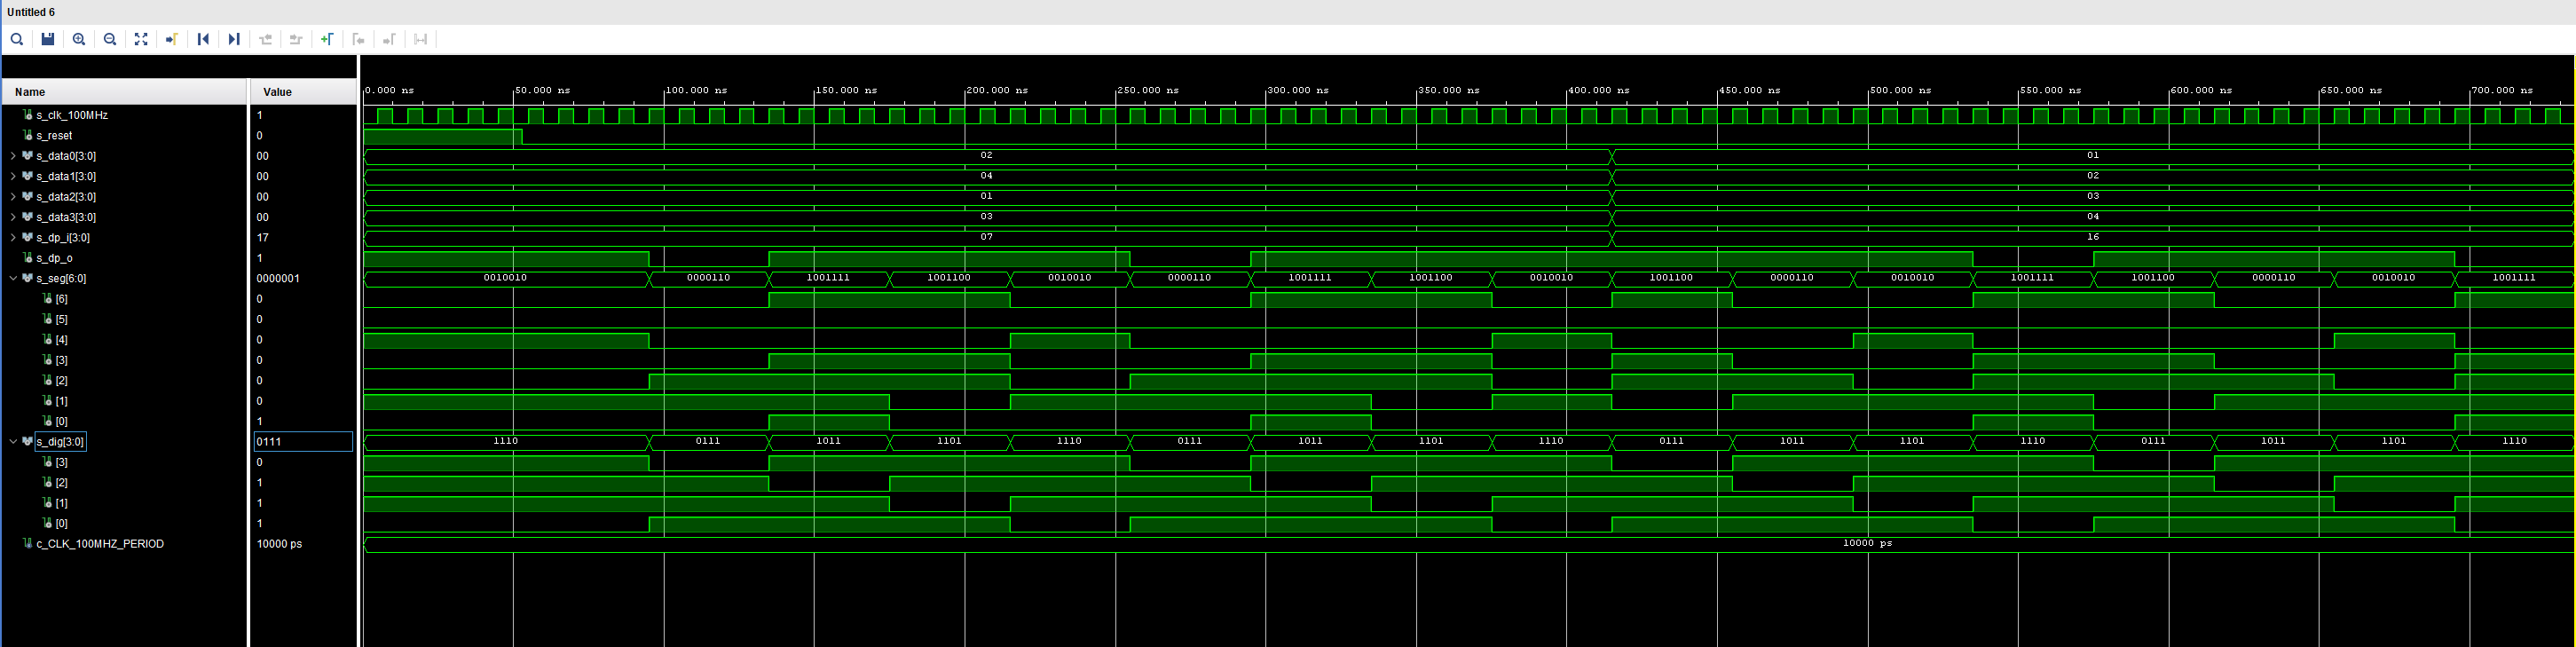 Untitled 6
Name Value
0.000 ns 50.000 ns 100.000 ns 150.000 ns 200.000 ns 250.000 ns 300.000 ns 350.000 ns 400.000 ns 450.000 ns 500.000 ns 550.000 ns 600.000 ns 650.000 ns 700.000 ns
s_clk_100MHz 1
s_reset 0
s_data0[3:0] 00 02 01
s_data1[3:0] 00 04 02
s_data2[3:0] 00 01 03
s_data3[3:0] 00 03 04
s_dp_i[3:0] 17 07 16
s_dp_o 1
s_seg[6:0] 0000001 0010010 0000110 1001111 1001100 0010010 0000110 1001111 1001100 0010010 1001100 0000110 0010010 1001111 1001100 0000110 0010010 1001111
[6] 0
[5] 0
[4] 0
[3] 0
[2] 0
[1] 0
[0] 1
s_dig[3:0] 0111 1110 0111 1011 1101 1110 0111 1011 1101 1110 0111 1011 1101 1110 0111 1011 1101 1110
[3] 0
[2] 1
[1] 1
[0] 1
c_CLK_100MHZ_PERIOD 10000 ps 10000 ps